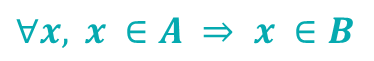 ∀x, x ∈ A ⇒ x ∈ B